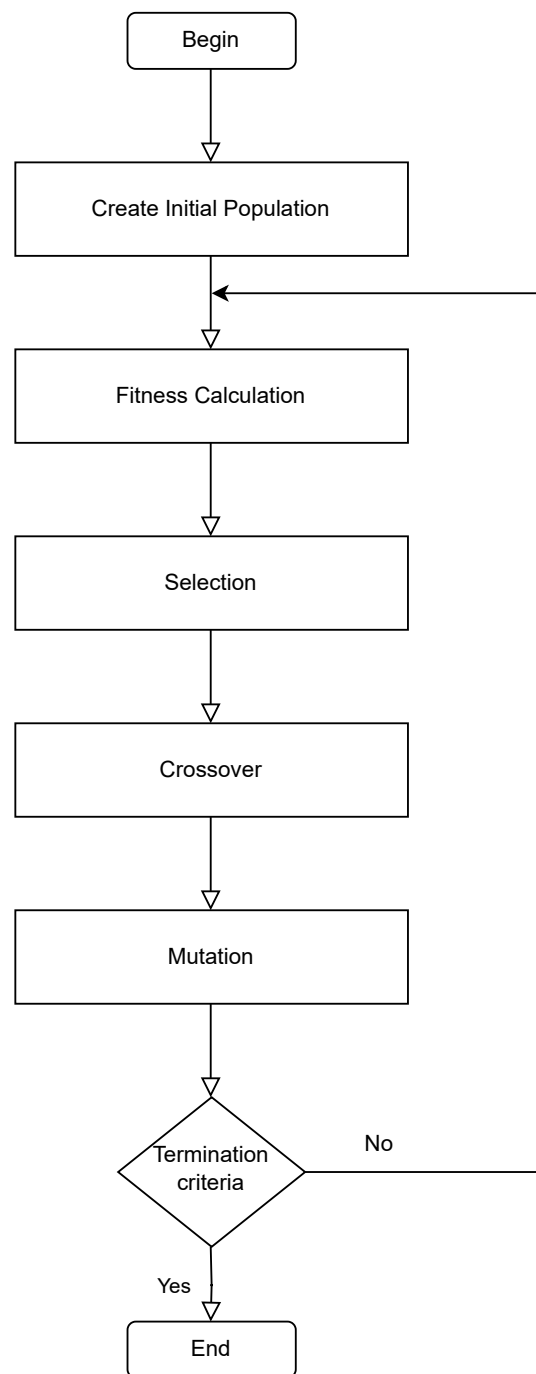 Begin
Create Initial Population
Fitness Calculation
Selection
Crossover
Mutation
Termination
criteria
No
Yes
End